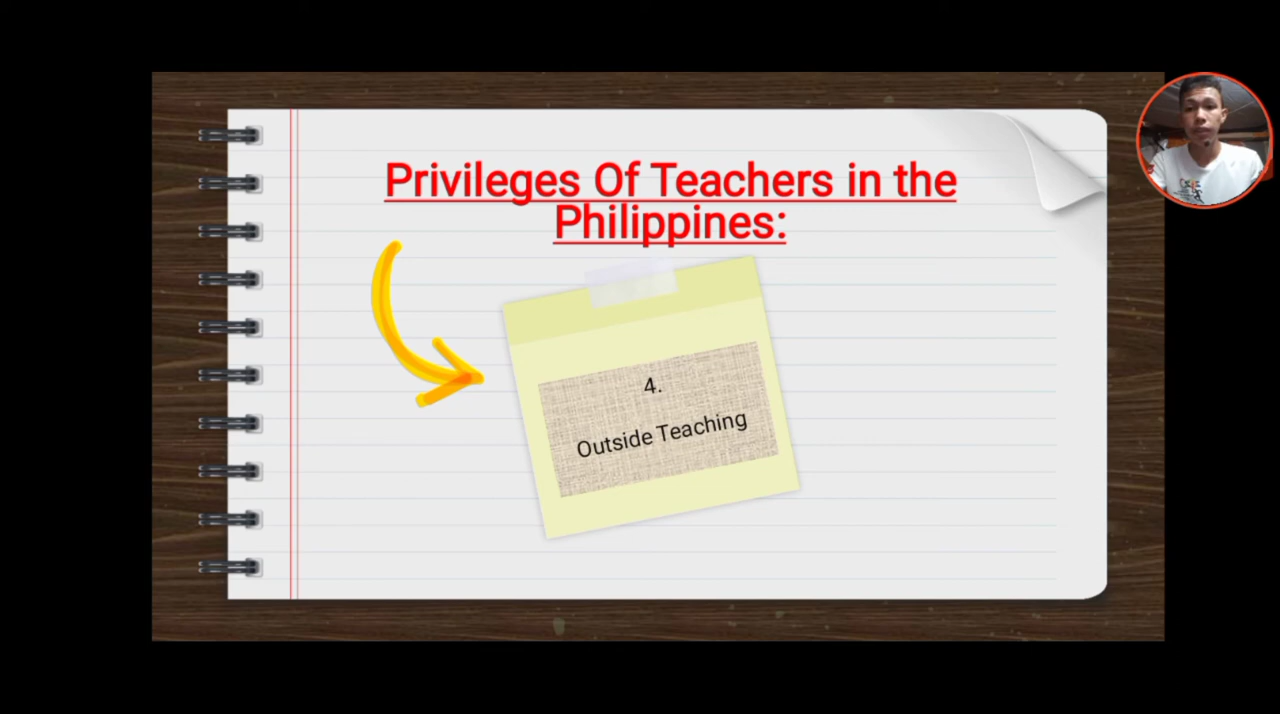 Privileges Of Teachers in the
Philippines:
4.
Outside Teaching